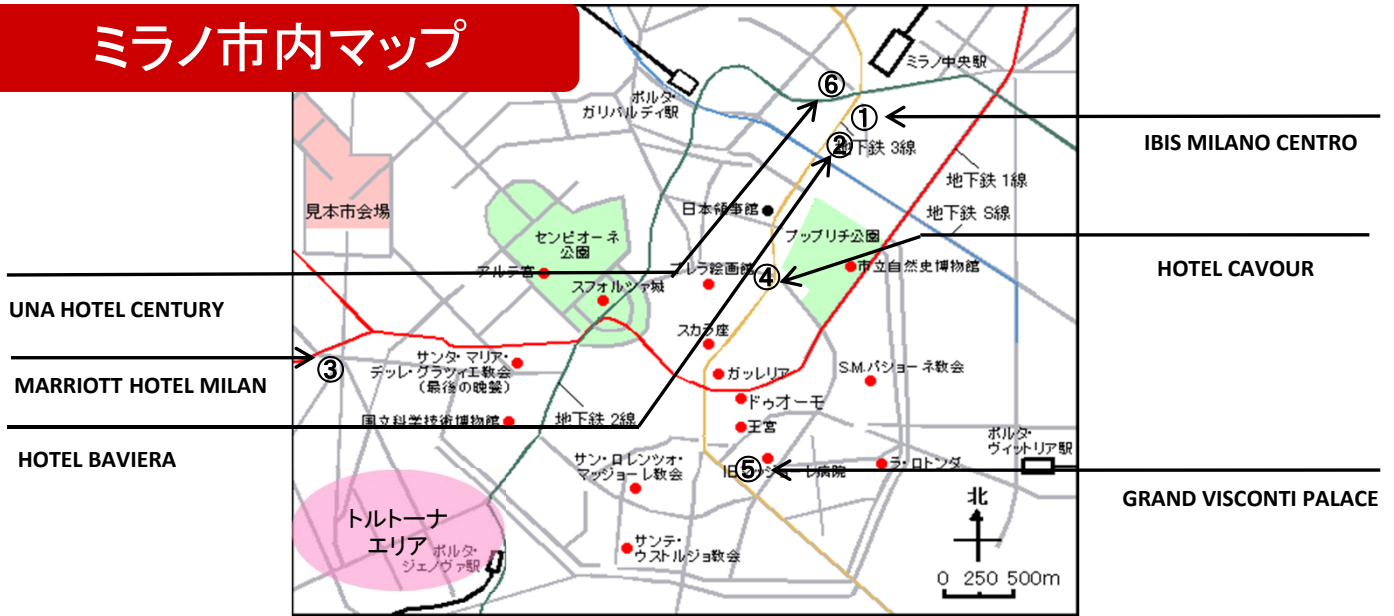 ミラノ市内マップ
ミラノ中央駅
ポルタ・
ガリバルディ駅
⑥
①
②
地下鉄 3線
IBIS MILANO CENTRO
地下鉄 1線
見本市会場
日本領事館
地下鉄 S線
センピオーネ
公園
プップリチ公園
アルテ宮
ブレラ絵画館
④
市立自然史博物館
HOTEL CAVOUR
スフォルツァ城
UNA HOTEL CENTURY
スカラ座
③
MARRIOTT HOTEL MILAN
サンタ・マリア・
デッレ・グラツィエ教会
(最後の晩餐)
ガッレリア
S.M.パショーネ教会
ドゥオーモ
国立科学技術博物館
地下鉄 2線
王宮
HOTEL BAVIERA
ポルタ・
ヴィットリア駅
サン・ロレンツォ・
マッジョーレ教会
⑤
ジョーレ病院
ラ・ロトンダ
GRAND VISCONTI PALACE
北
トルトーナ
エリア
ポルタ・
ジェノヴァ駅
サンテ・
ウストルジョ教会
0 250 500m